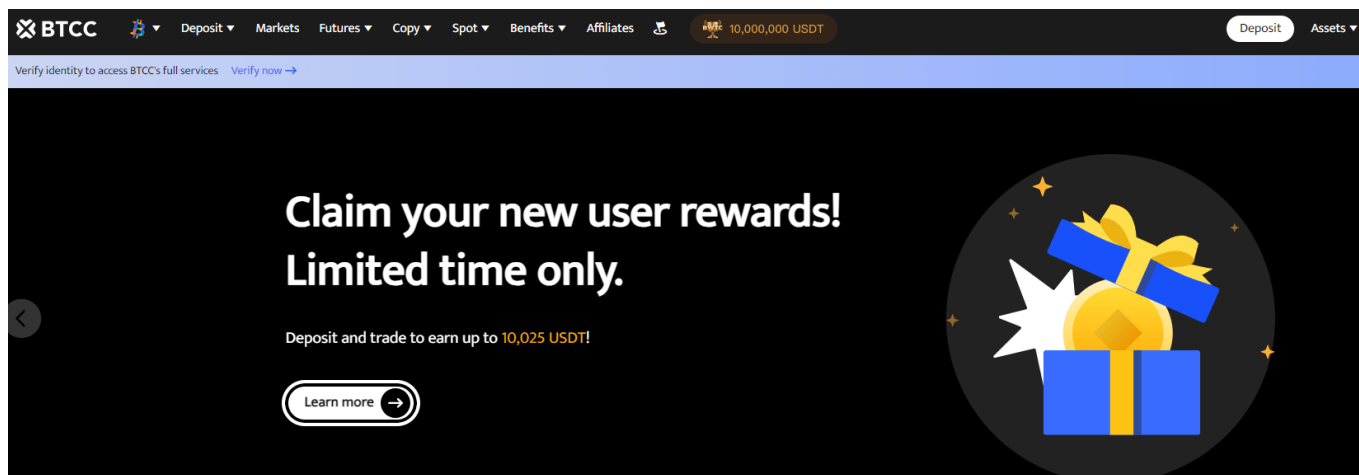 BTCC Deposit Markets Futures Copy Spot Benefits Affiliates 10,000,000 USDT Deposit Assets
Verify identity to access BTCC's full services Verify now →
Claim your new user rewards!
Limited time only.
Deposit and trade to earn up to 10,025 USDT!
Learn more